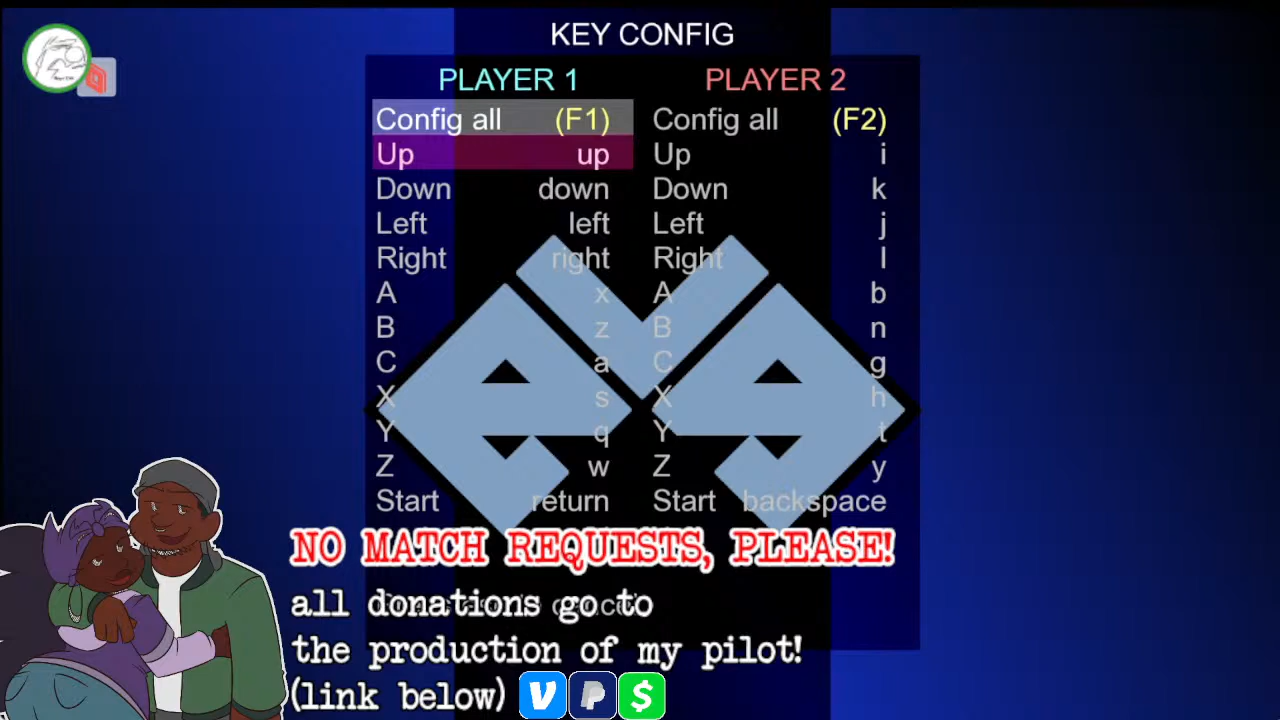 KEY CONFIG
PLAYER 1 PLAYER 2
Config all (F1) Config all (F2)
Up up Up i
Down down Down k
Left left Left j
Right right Right l
A x A b
B z B n
C a C g
X s X h
Y q Y t
Z w Z y
Start return Start backspace
NO MATCH REQUESTS, PLEASE!
all donations go to
the production of my pilot!
(link below)